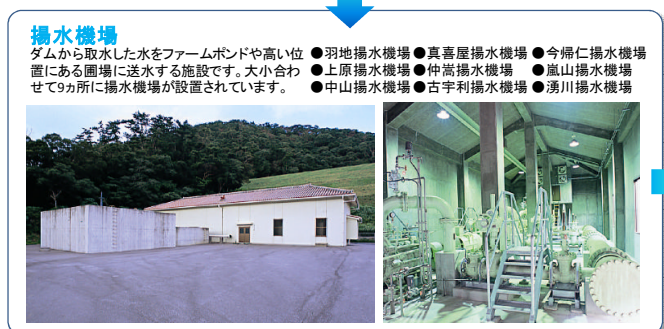 揚水機場
ダムから取水した水をファームポンドや高い位
置にある圃場に送水する施設です。大小合わ
せて9ヵ所に揚水機場が設置されています。
●羽地揚水機場●真喜屋揚水機場●今帰仁揚水機場
●上原揚水機場●仲嵩揚水機場 ●嵐山揚水機場
●中山揚水機場●古宇利揚水機場●湧川揚水機場